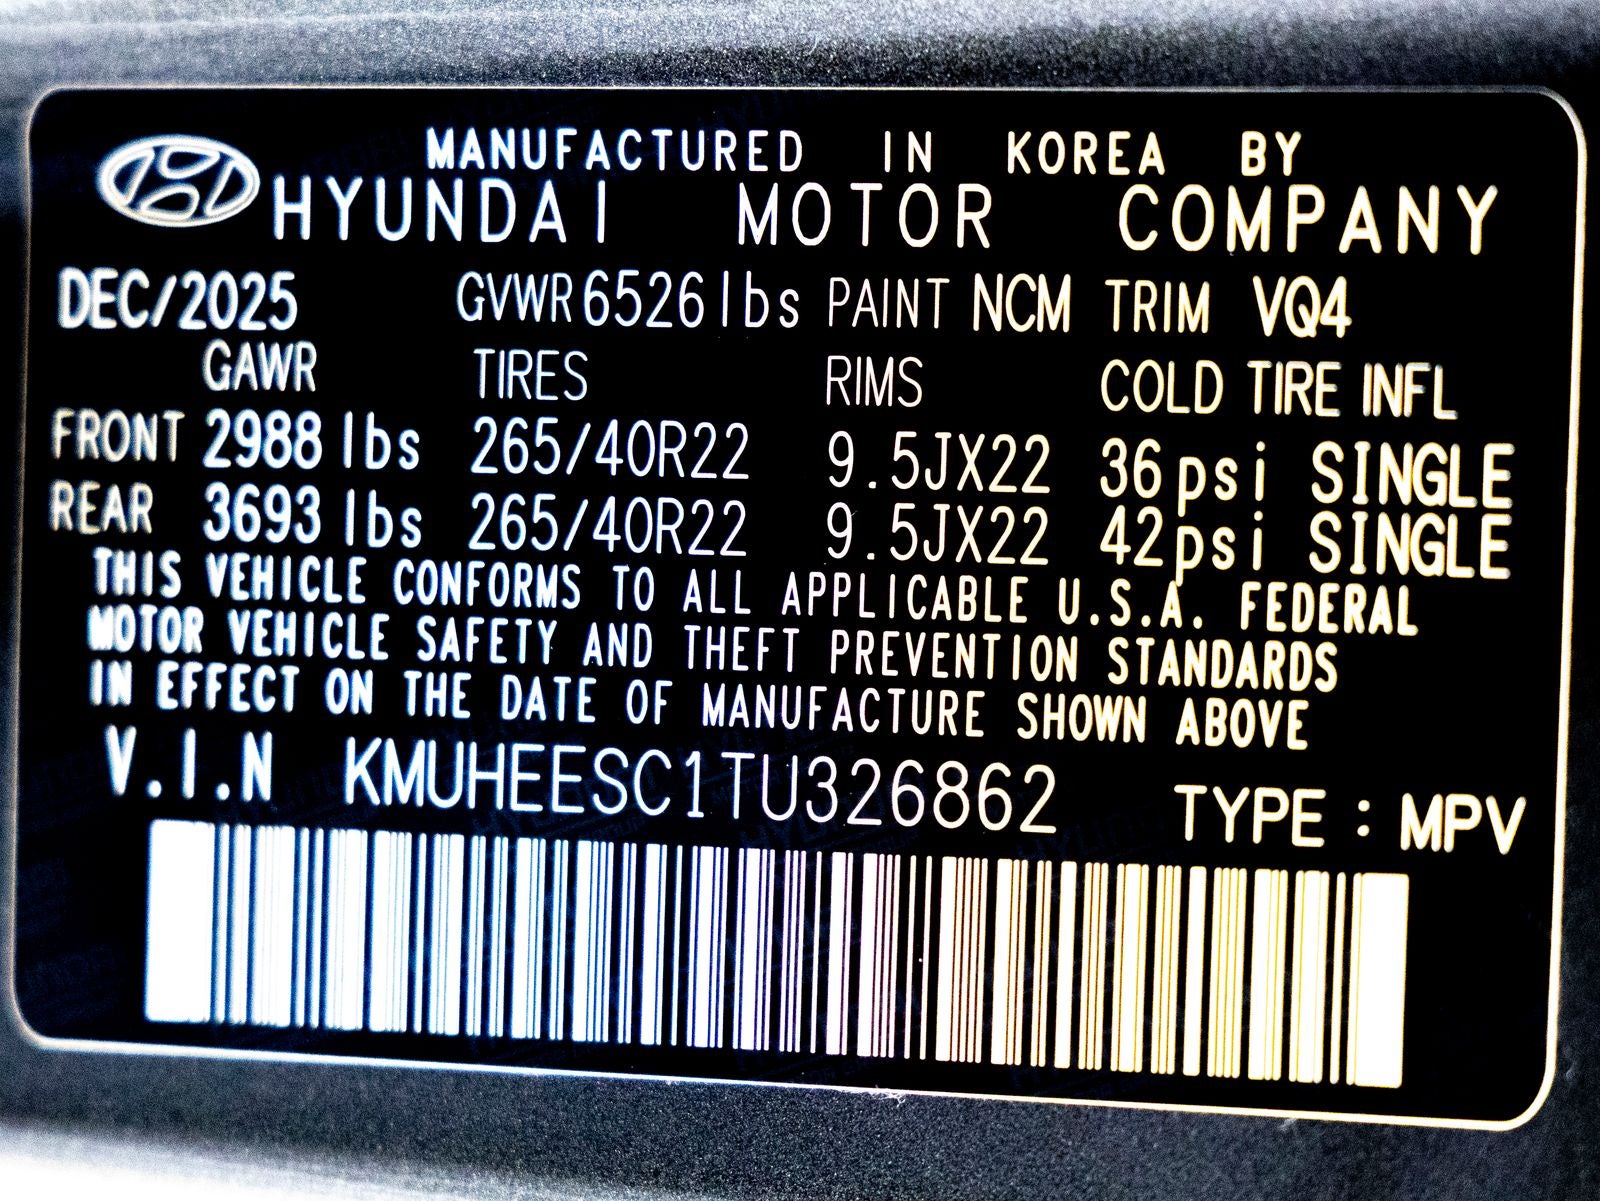 MANUFACTURED IN KOREA BY
HYUNDAI MOTOR COMPANY
DEC/2025 GVWR 6526 lbs PAINT NCM TRIM VQ4
GAWR TIRES RIMS COLD TIRE INFL
FRONT 2988 lbs 265/40R22 9.5JX22 36psi SINGLE
REAR 3693 lbs 265/40R22 9.5JX22 42psi SINGLE
THIS VEHICLE CONFORMS TO ALL APPLICABLE U.S.A. FEDERAL
MOTOR VEHICLE SAFETY AND THEFT PREVENTION STANDARDS
IN EFFECT ON THE DATE OF MANUFACTURE SHOWN ABOVE
V.I.N KMUHEESC1TU326862 TYPE : MPV